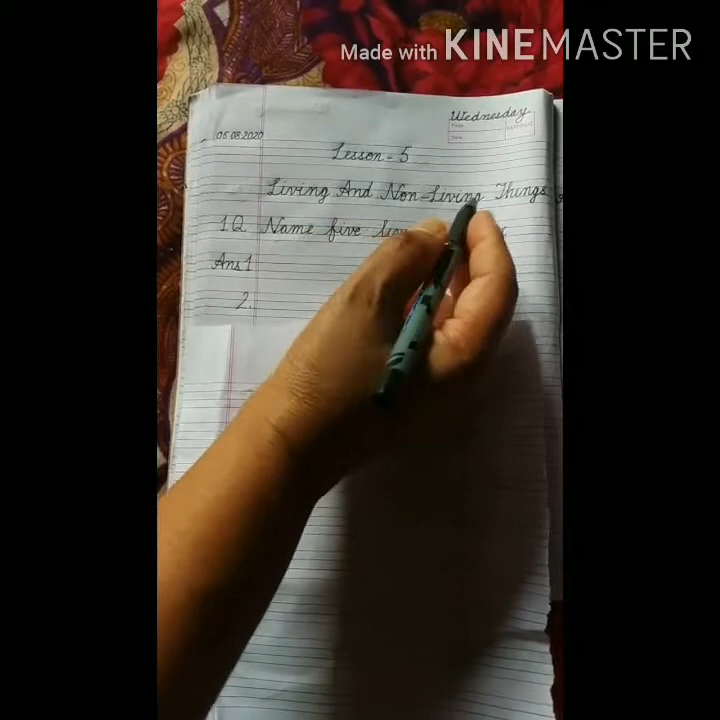 Made with KINEMASTER
Wednesday
05.08.2020
Lesson - 5
Living And Non-Living Things
1Q Name five
Ans 1
2.